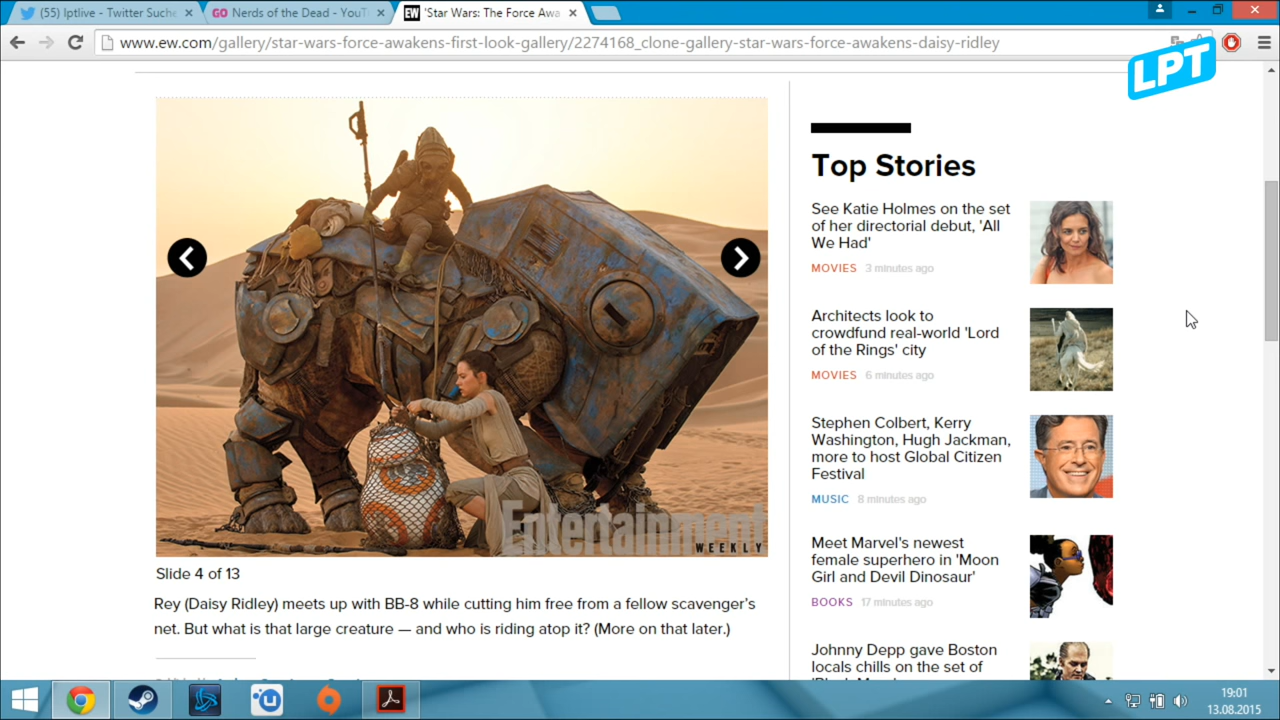 (55) lptlive - Twitter Suche
GO Nerds of the Dead - YouT
EW 'Star Wars: The Force Awa
www.ew.com/gallery/star-wars-force-awakens-first-look-gallery/2274168_clone-gallery-star-wars-force-awakens-daisy-ridley
LPT
Entertainment
WEEKLY
Slide 4 of 13
Rey (Daisy Ridley) meets up with BB-8 while cutting him free from a fellow scavenger's
net. But what is that large creature — and who is riding atop it? (More on that later.)
Top Stories
See Katie Holmes on the set
of her directorial debut, 'All
We Had'
MOVIES 3 minutes ago
Architects look to
crowdfund real-world 'Lord
of the Rings' city
MOVIES 6 minutes ago
Stephen Colbert, Kerry
Washington, Hugh Jackman,
more to host Global Citizen
Festival
MUSIC 8 minutes ago
Meet Marvel's newest
female superhero in 'Moon
Girl and Devil Dinosaur'
BOOKS 17 minutes ago
Johnny Depp gave Boston
locals chills on the set of
19:01
13.08.2015